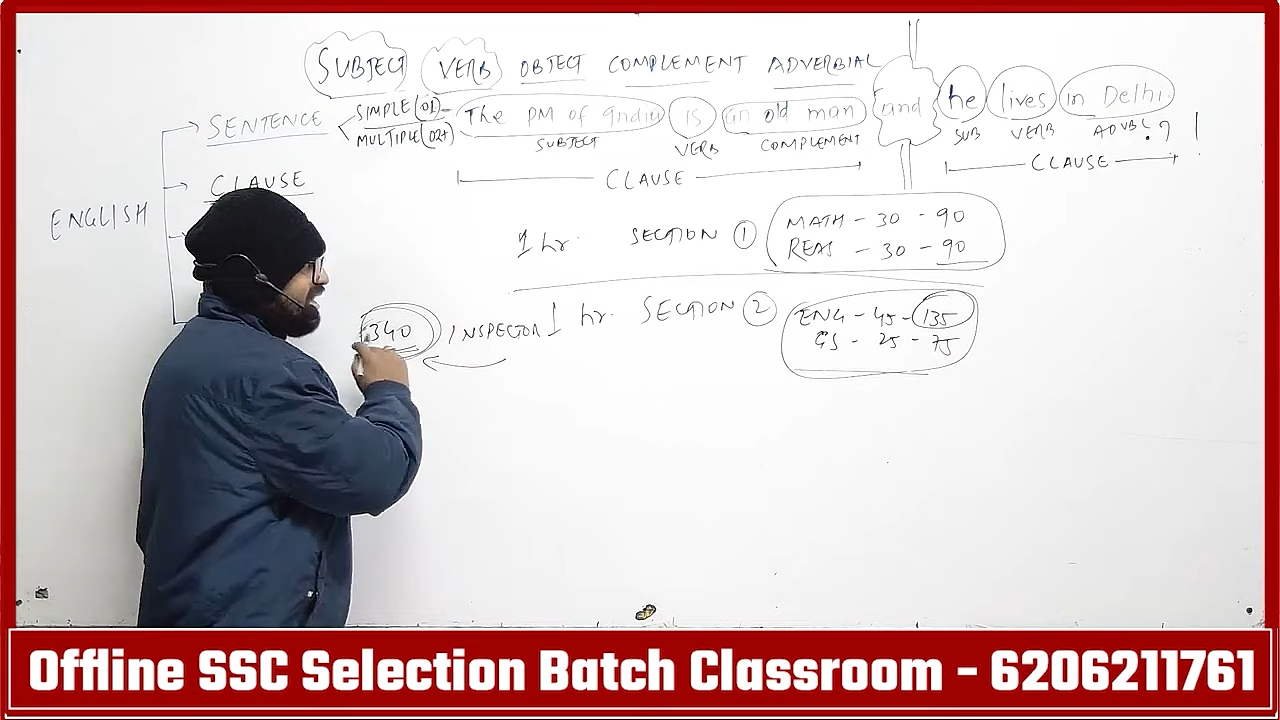 SUBJECT VERB OBJECT COMPLEMENT ADVERBIAL
SENTENCE SIMPLE (01) The PM of India is an old man and he lives in Delhi
MULTIPLE (02+) SUBJECT VERB COMPLEMENT SUB VERB ADVBL . ? !
CLAUSE CLAUSE
CLAUSE
ENGLISH
1 hr. SECTION 1 MATH - 30 - 90
REAS - 30 - 90
340 INSPECTOR 1 hr. SECTION 2 ENG - 45 - 135
GS - 25 - 75
Offline SSC Selection Batch Classroom - 6206211761